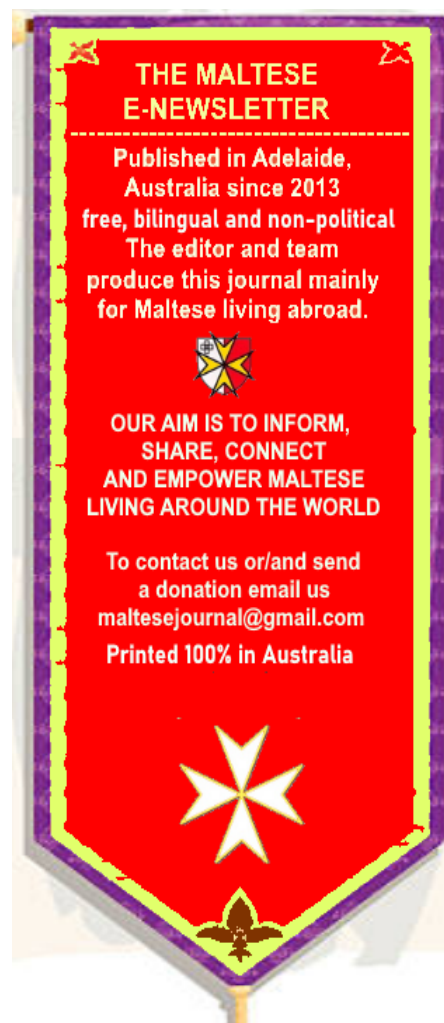 THE MALTESE
E-NEWSLETTER
Published in Adelaide,
Australia since 2013
free, bilingual and non-political
The editor and team
produce this journal mainly
for Maltese living abroad.
OUR AIM IS TO INFORM,
SHARE, CONNECT
AND EMPOWER MALTESE
LIVING AROUND THE WORLD
To contact us or/and send
a donation email us
maltesejournal@gmail.com
Printed 100% in Australia